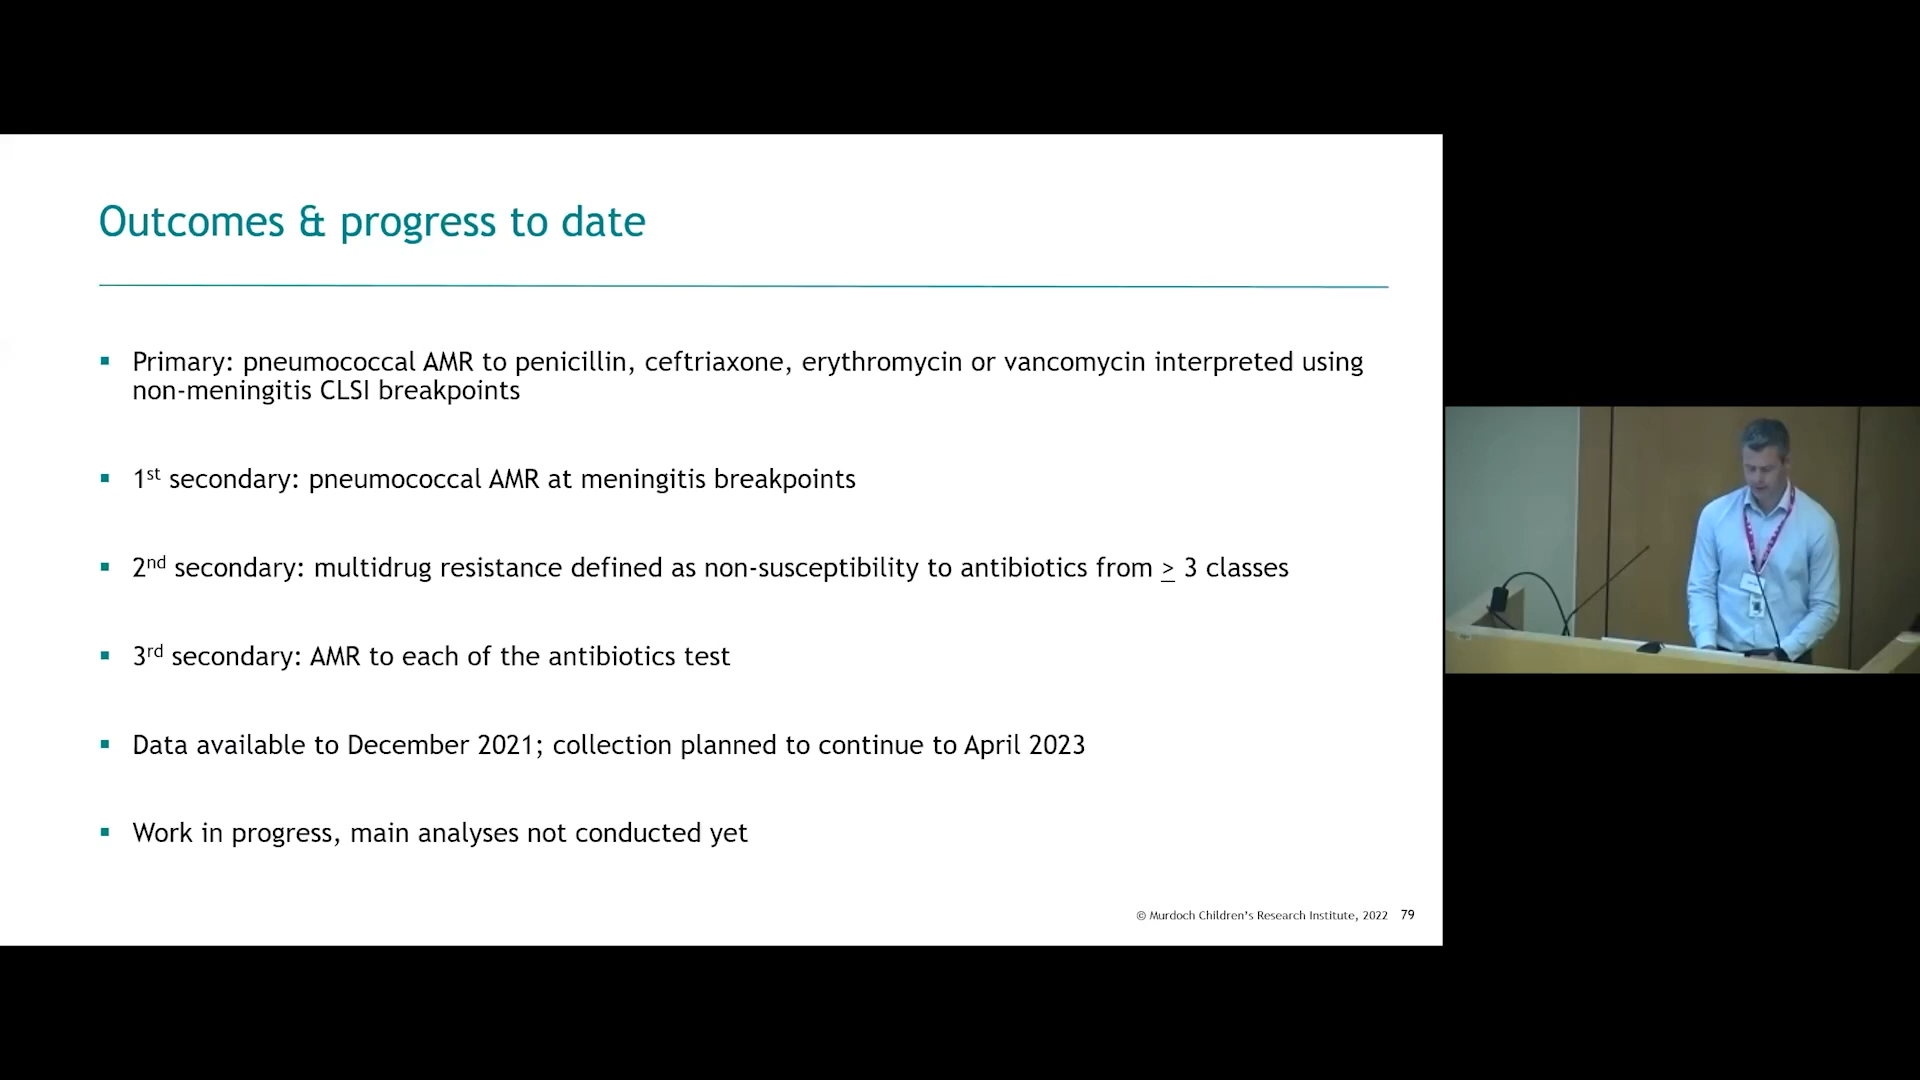 Outcomes & progress to date
▪ Primary: pneumococcal AMR to penicillin, ceftriaxone, erythromycin or vancomycin interpreted using
non-meningitis CLSI breakpoints
▪ 1st secondary: pneumococcal AMR at meningitis breakpoints
▪ 2nd secondary: multidrug resistance defined as non-susceptibility to antibiotics from ≥ 3 classes
▪ 3rd secondary: AMR to each of the antibiotics test
▪ Data available to December 2021; collection planned to continue to April 2023
▪ Work in progress, main analyses not conducted yet
© Murdoch Children's Research Institute, 2022 79